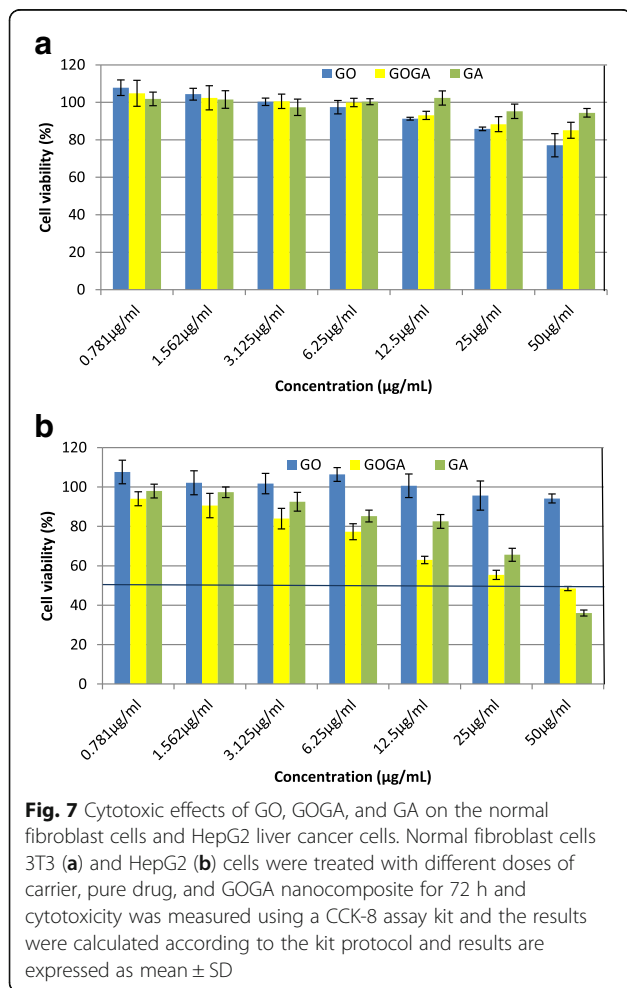 a
120
100
80
60
40
20
0
Cell viability (%)
GO GOGA GA
0.781µg/ml 1.562µg/ml 3.125µg/ml 6.25µg/ml 12.5µg/ml 25µg/ml 50µg/ml
Concentration (µg/mL)
b
120
100
80
60
40
20
0
Cell viability (%)
GO GOGA GA
0.781µg/ml 1.562µg/ml 3.125µg/ml 6.25µg/ml 12.5µg/ml 25µg/ml 50µg/ml
Concentration (µg/mL)
Fig. 7 Cytotoxic effects of GO, GOGA, and GA on the normal
fibroblast cells and HepG2 liver cancer cells. Normal fibroblast cells
3T3 (a) and HepG2 (b) cells were treated with different doses of
carrier, pure drug, and GOGA nanocomposite for 72 h and
cytotoxicity was measured using a CCK-8 assay kit and the results
were calculated according to the kit protocol and results are
expressed as mean ± SD